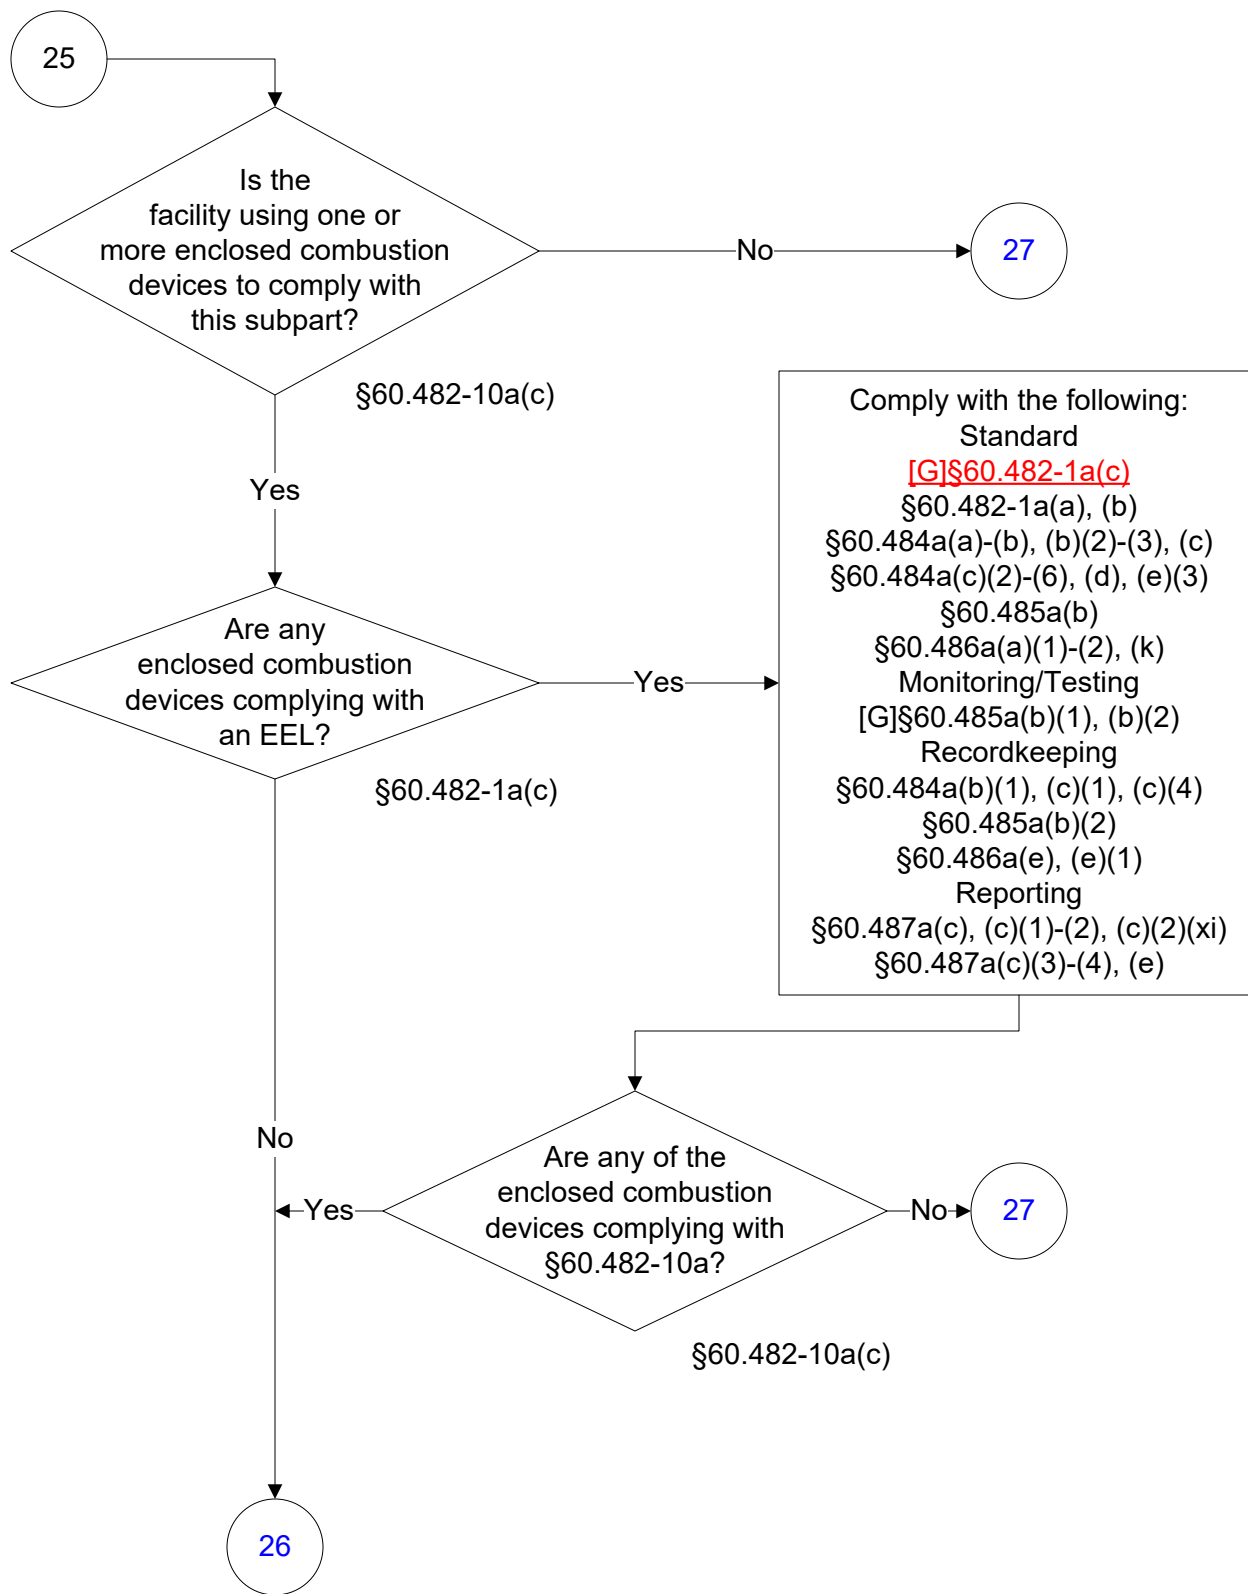 25
Is the
facility using one or
more enclosed combustion
devices to comply with
this subpart?
No
27
§60.482-10a(c)
Yes
Are any
enclosed combustion
devices complying with
an EEL?
Yes
§60.482-1a(c)
Comply with the following:
Standard
[G]§60.482-1a(c)
§60.482-1a(a), (b)
§60.484a(a)-(b), (b)(2)-(3), (c)
§60.484a(c)(2)-(6), (d), (e)(3)
§60.485a(b)
§60.486a(a)(1)-(2), (k)
Monitoring/Testing
[G]§60.485a(b)(1), (b)(2)
Recordkeeping
§60.484a(b)(1), (c)(1), (c)(4)
§60.485a(b)(2)
§60.486a(e), (e)(1)
Reporting
§60.487a(c), (c)(1)-(2), (c)(2)(xi)
§60.487a(c)(3)-(4), (e)
No
Yes
Are any of the
enclosed combustion
devices complying with
§60.482-10a?
No
27
§60.482-10a(c)
26